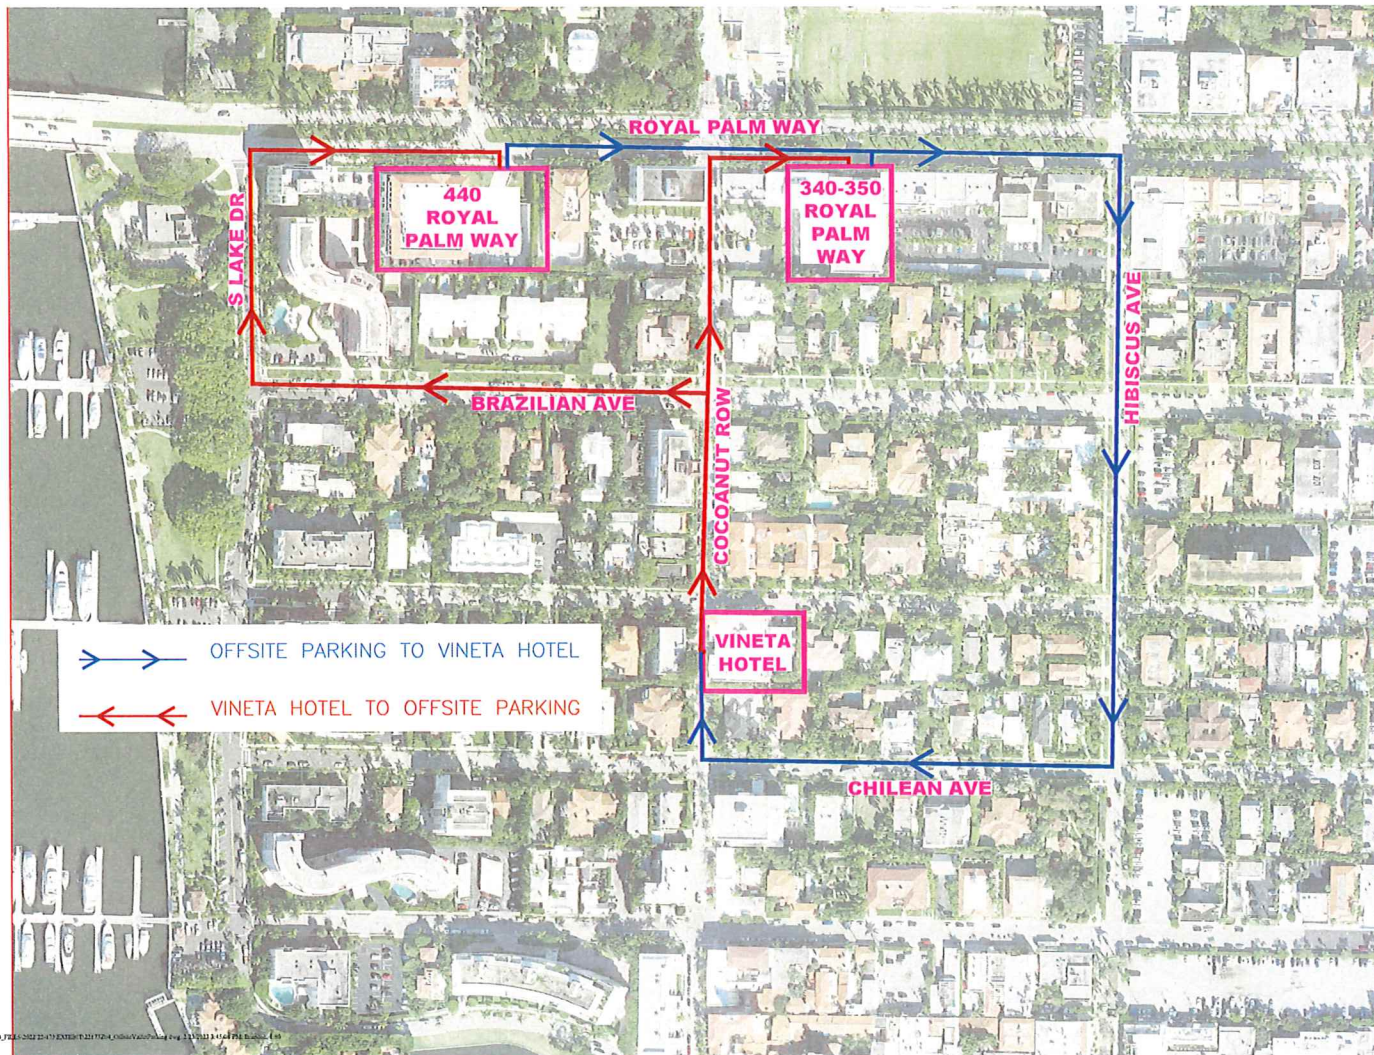 ROYAL PALM WAY
440
ROYAL
PALM WAY
340-350
ROYAL
PALM
WAY
S LAKE DR
HIBISCUS AVE
BRAZILIAN AVE
COCOANUT ROW
VINETA
HOTEL
OFFSITE PARKING TO VINETA HOTEL
VINETA HOTEL TO OFFSITE PARKING
CHILEAN AVE